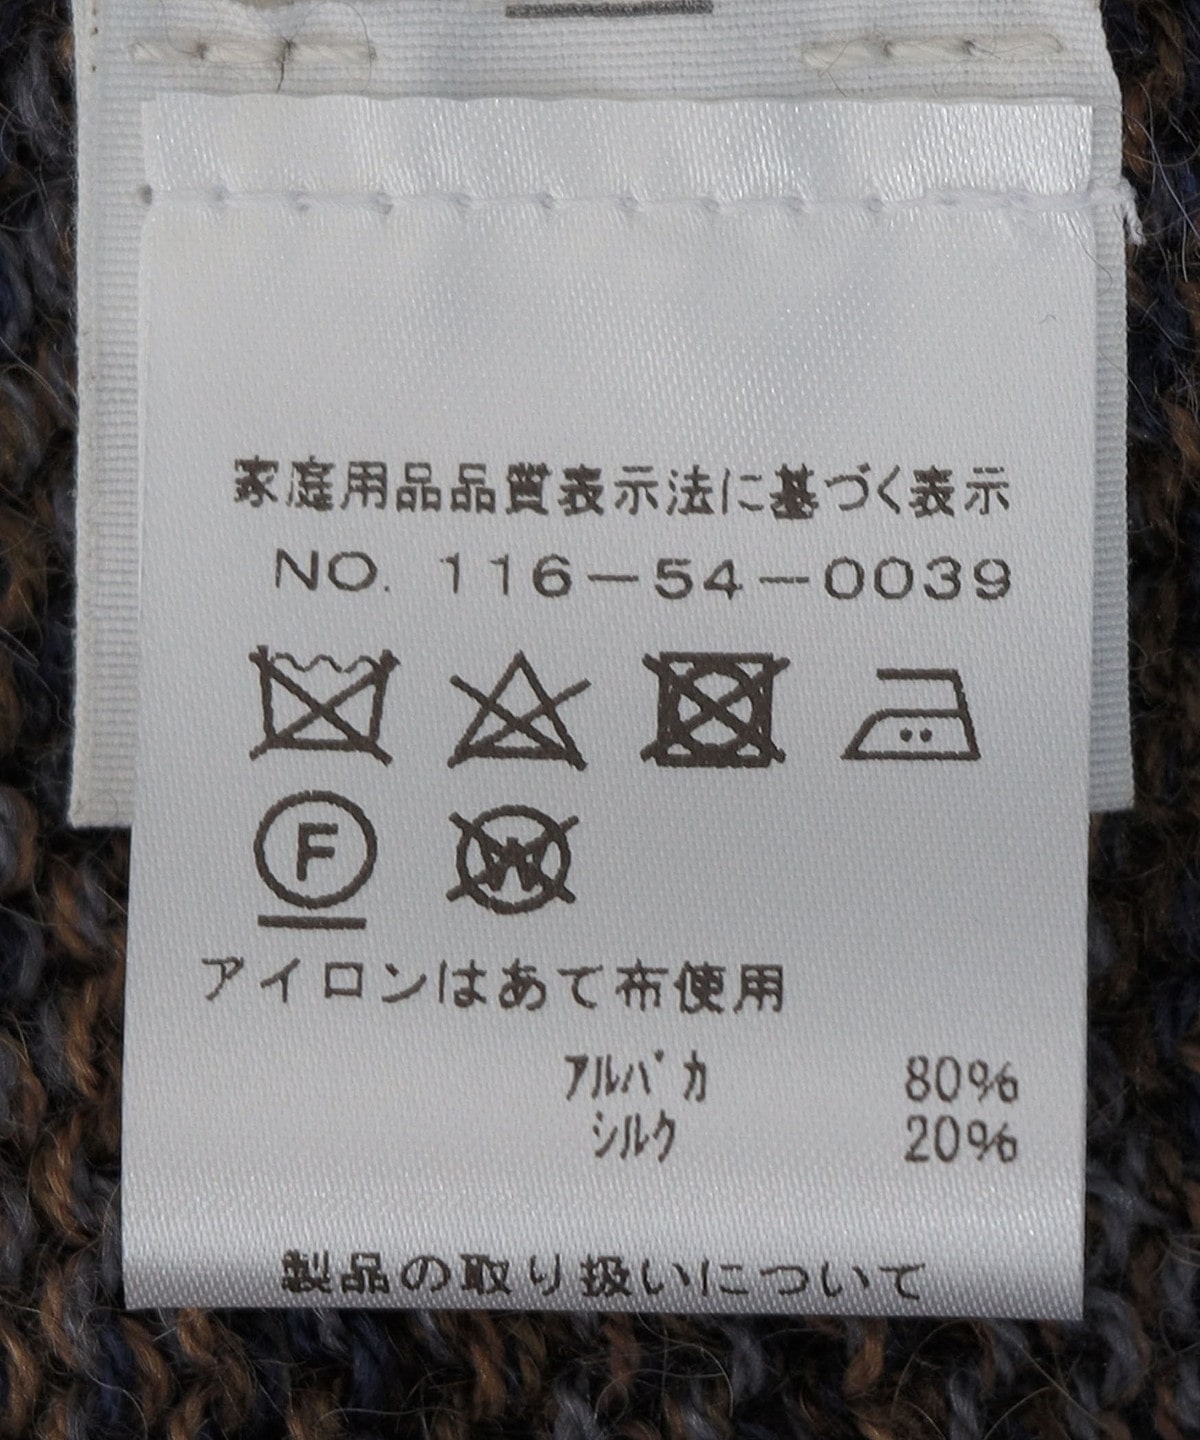 家庭用品品質表示法に基づく表示
NO. 116-54-0039
F W
アイロンはあて布使用
アルパカ 80%
シルク 20%
製品の取り扱いについて